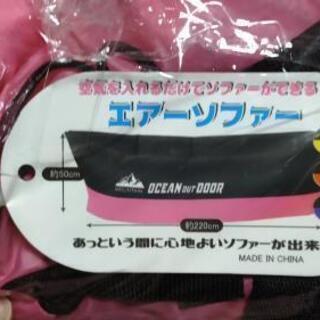 空気を入れるだけでソファーができる
エアーソファー
約50cm
OCEAN OUT DOOR
約220cm
あっという間に心地よいソファーが出来
MADE IN CHINA